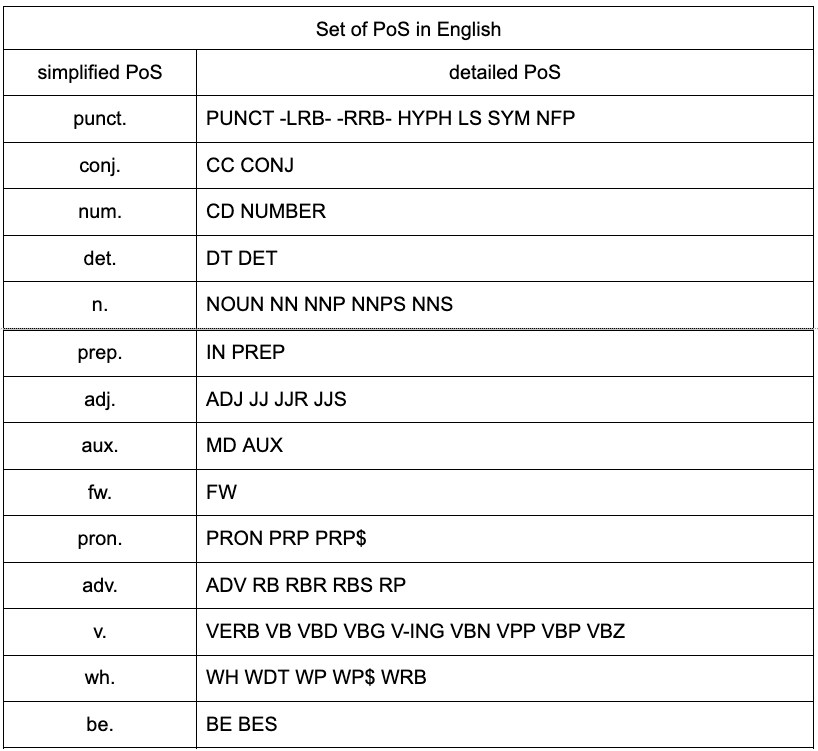 Set of PoS in English
simplified PoS detailed PoS
punct. PUNCT -LRB- -RRB- HYPH LS SYM NFP
conj. CC CONJ
num. CD NUMBER
det. DT DET
n. NOUN NN NNP NNPS NNS
prep. IN PREP
adj. ADJ JJ JJR JJS
aux. MD AUX
fw. FW
pron. PRON PRP PRP$
adv. ADV RB RBR RBS RP
v. VERB VB VBD VBG V-ING VBN VPP VBP VBZ
wh. WH WDT WP WP$ WRB
be. BE BES